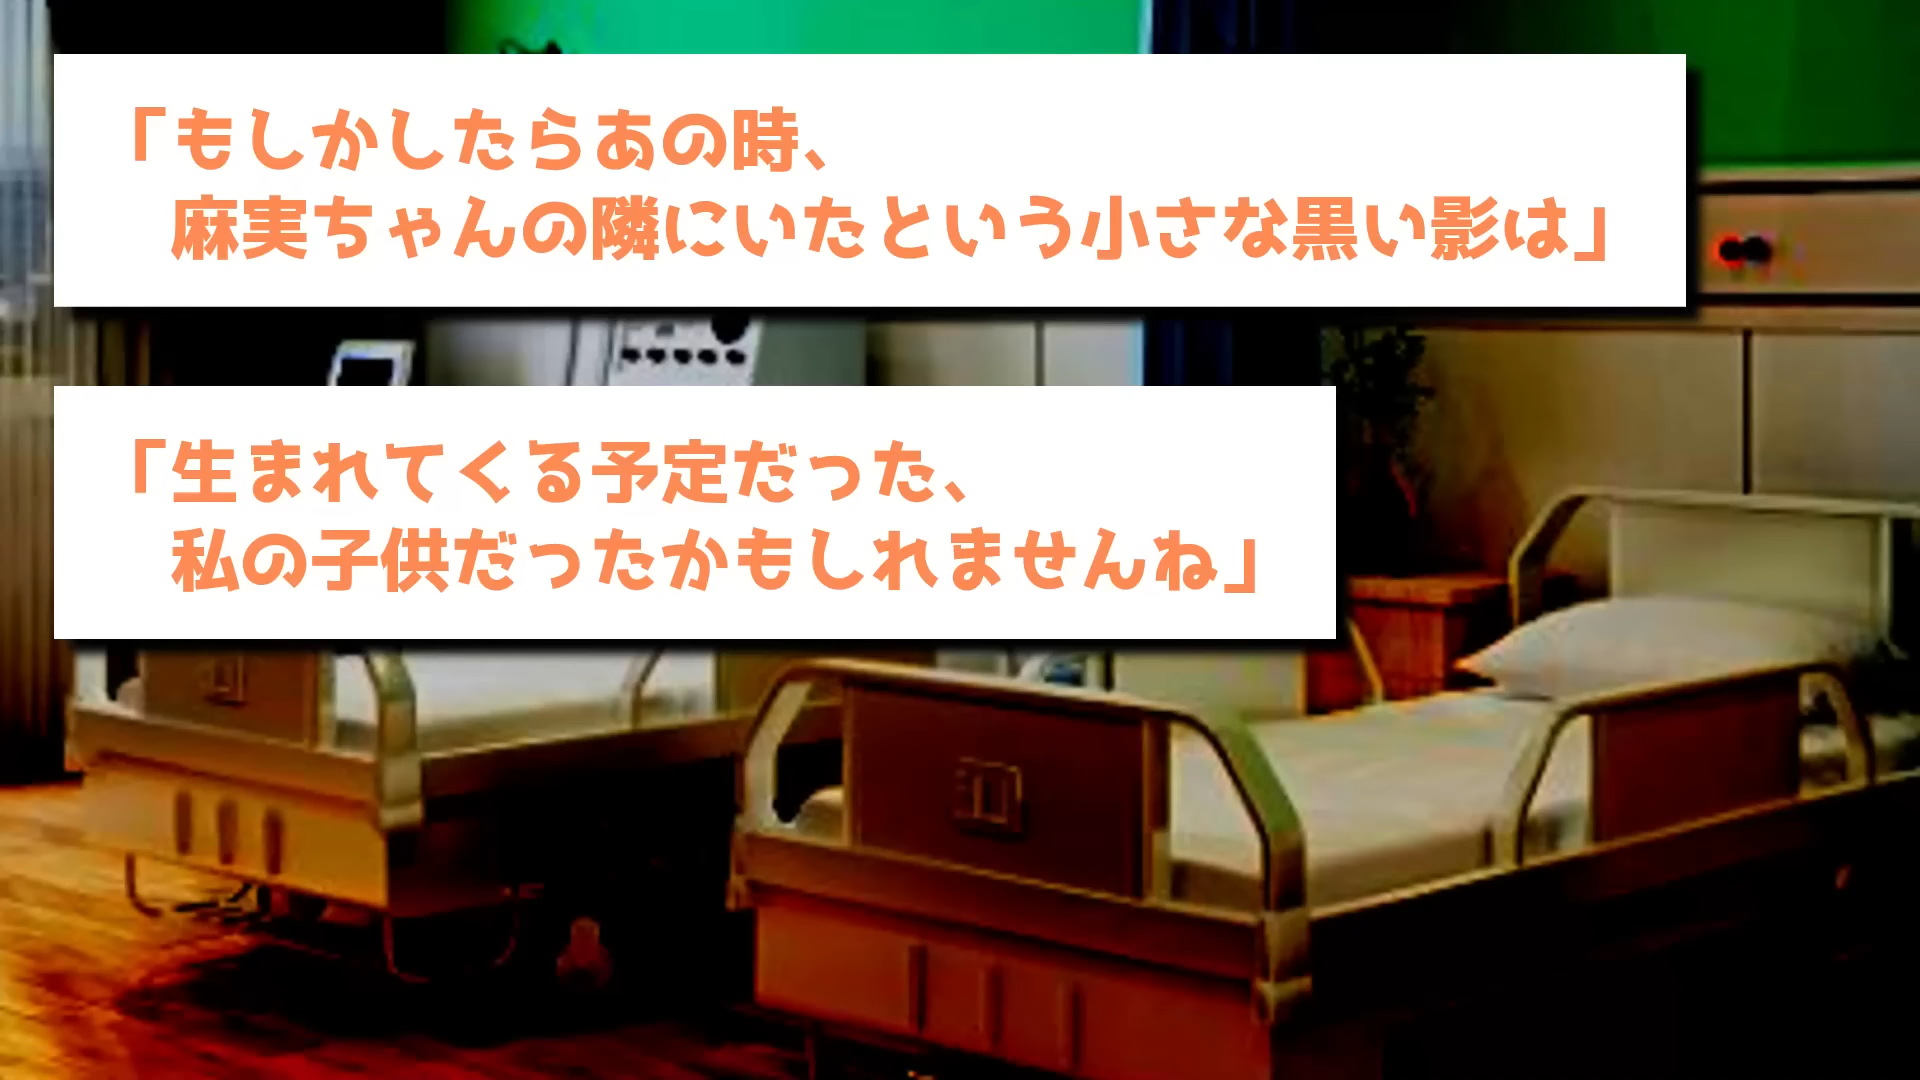 「もしかしたらあの時、
麻実ちゃんの隣にいたという小さな黒い影は」
「生まれてくる予定だった、
私の子供だったかもしれませんね」